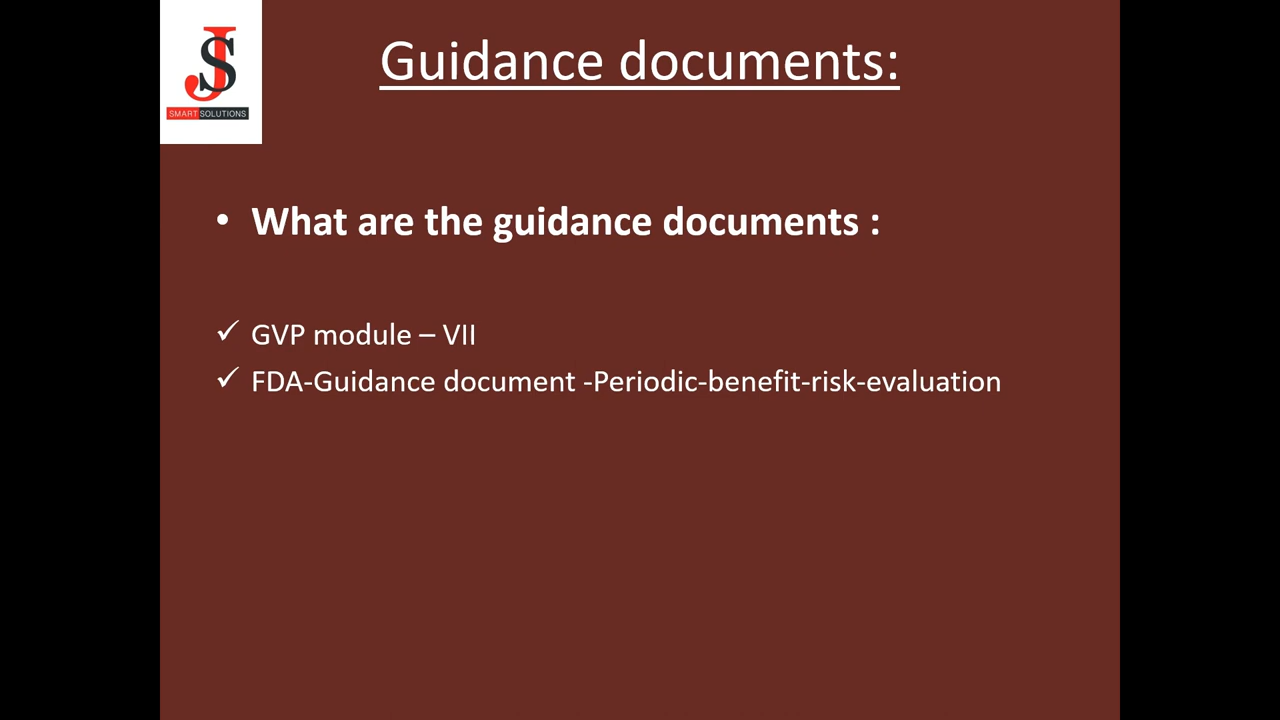 JS
SMART SOLUTIONS
Guidance documents:
• What are the guidance documents :
✓ GVP module – VII
✓ FDA-Guidance document -Periodic-benefit-risk-evaluation